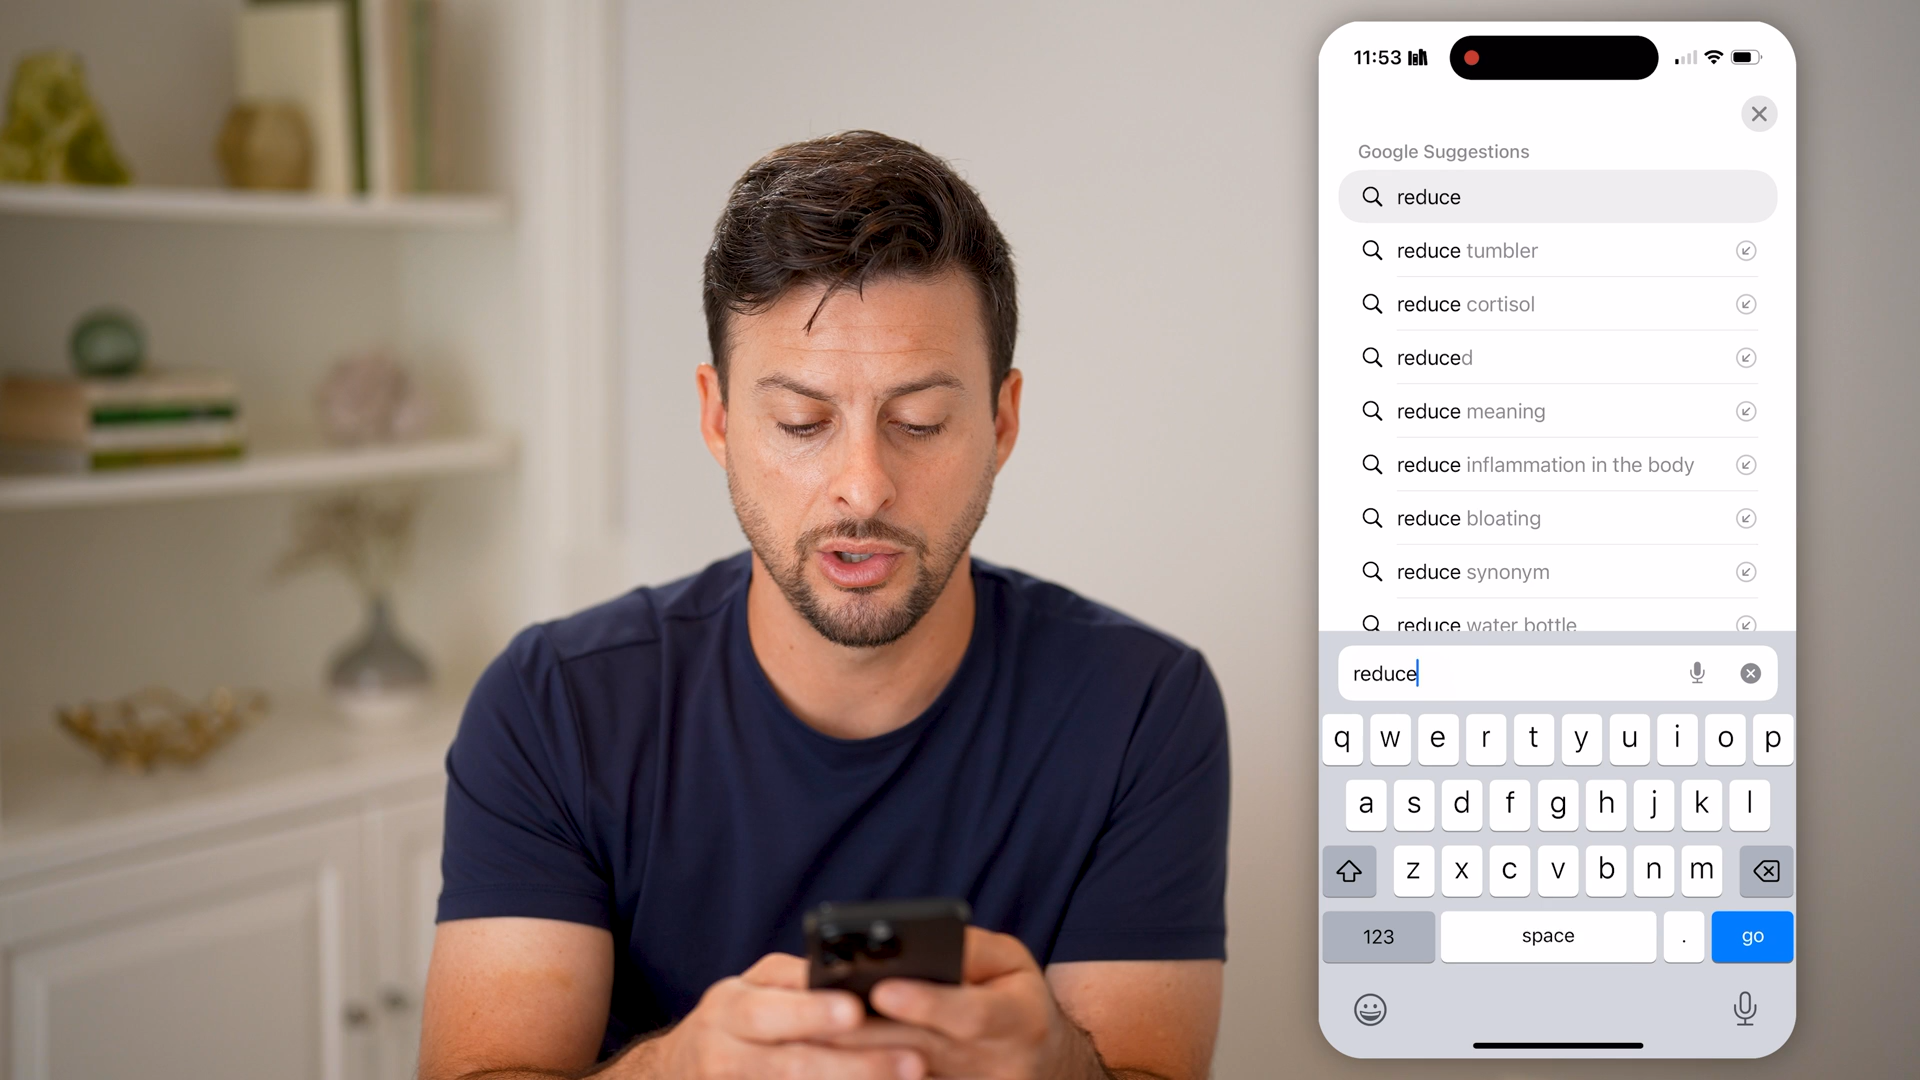 11:53
Google Suggestions
reduce
reduce tumbler
reduce cortisol
reduced
reduce meaning
reduce inflammation in the body
reduce bloating
reduce synonym
reduce water bottle
reduce
q w e r t y u i o p
a s d f g h j k l
z x c v b n m
123 space . go